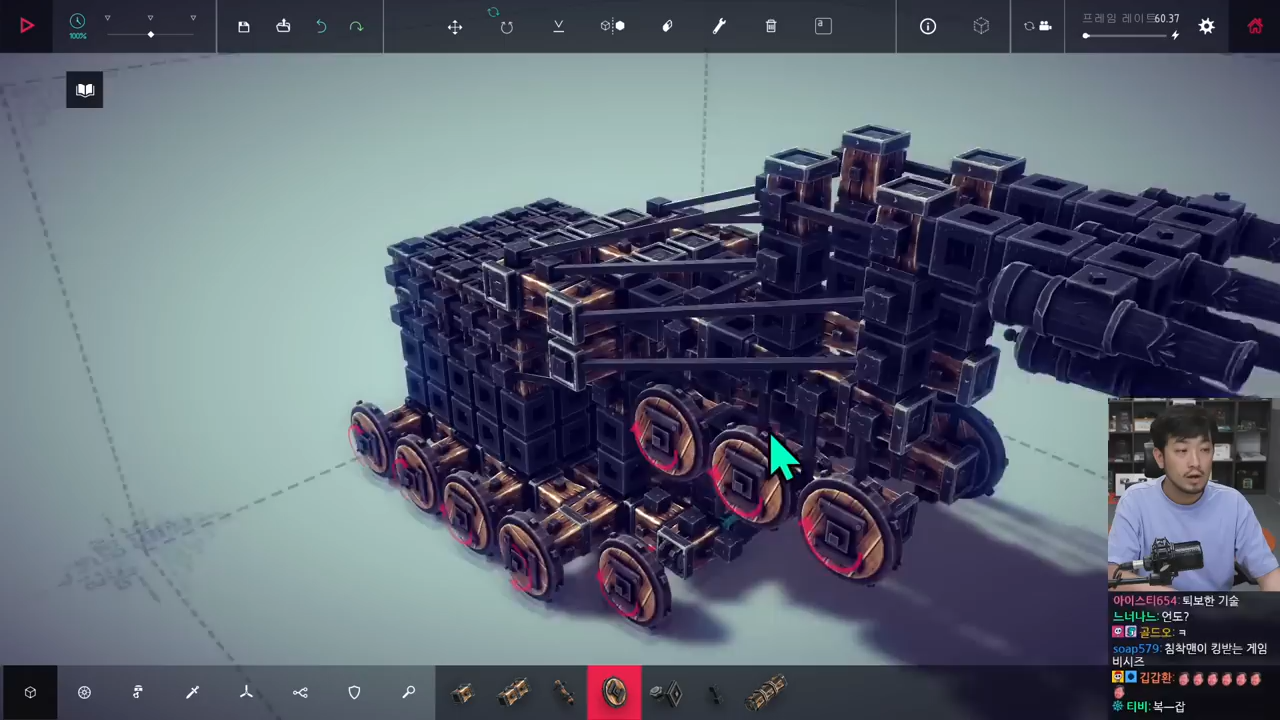 100%
a
프레임 레이트60.37
아이스티654: 퇴보한 기술
느너나느: 언도?
골드오: ㅋ
soap579: 침착맨이 킹받는 게임
비시즈
김갑환:
티비: 복—잡